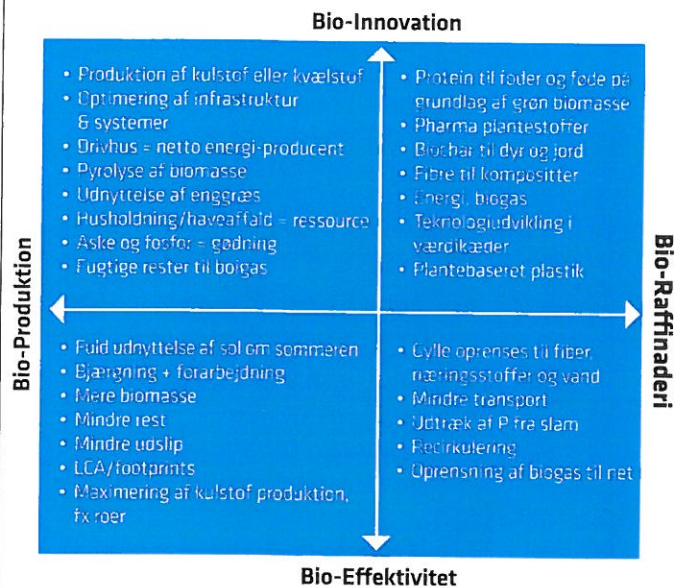 Bio-Innovation
• Produktion af kulstof eller kvælstof
• Optimering af infrastruktur
& systemer
• Drivhus = netto energi-producent
• Pyrolyse af biomasse
• Udnyttelse af enggræs
• Husholdning/haveaffald = ressource
• Aske og fosfor = gødning
• Fugtige rester til boigas
• Protein til foder og føde på
grundlag af grøn biomasse
• Pharma plantestoffer
• Biochar til dyr og jord
• Fibre til kompositter
• Energi, biogas
• Teknologiudvikling i
værdikæder
• Plantebaseret plastik
Bio-Produktion
Bio-Raffinaderi
• Fuld udnyttelse af sol om sommeren
• Bjærgning + forarbejdning
• Mere biomasse
• Mindre rest
• Mindre udslip
• LCA/footprints
• Maximering af kulstof produktion,
fx roer
• Gylle oprenses til fiber,
næringsstoffer og vand
• Mindre transport
• Udtræk af P fra slam
• Recirkulering
• Oprensning af biogas til net
Bio-Effektivitet